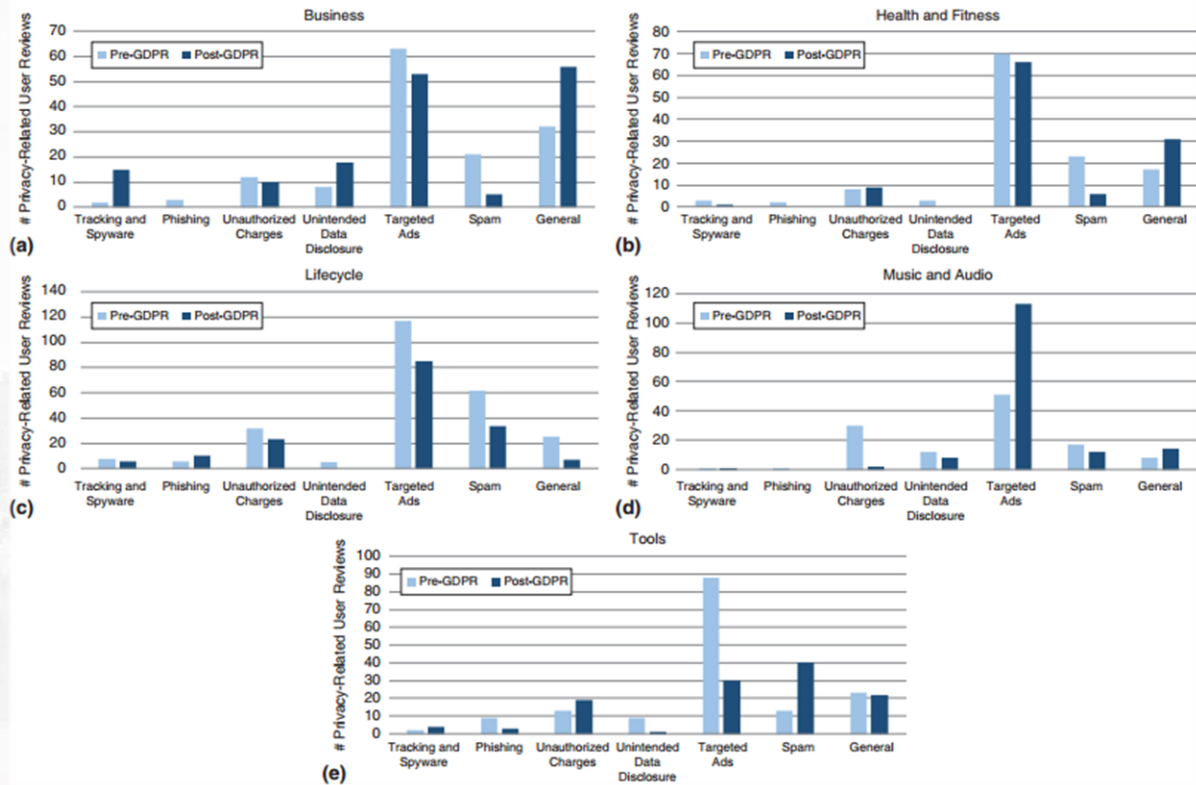 Business
# Privacy-Related User Reviews
70
60
50
40
30
20
10
0
Pre-GDPR Post-GDPR
Tracking and Spyware
Phishing
Unauthorized Charges
Unintended Data Disclosure
Targeted Ads
Spam
General
(a)
Health and Fitness
# Privacy-Related User Reviews
80
70
60
50
40
30
20
10
0
Pre-GDPR Post-GDPR
Tracking and Spyware
Phishing
Unauthorized Charges
Unintended Data Disclosure
Targeted Ads
Spam
General
(b)
Lifecycle
# Privacy-Related User Reviews
140
120
100
80
60
40
20
0
Pre-GDPR Post-GDPR
Tracking and Spyware
Phishing
Unauthorized Charges
Unintended Data Disclosure
Targeted Ads
Spam
General
(c)
Music and Audio
# Privacy-Related User Reviews
120
100
80
60
40
20
0
Pre-GDPR Post-GDPR
Tracking and Spyware
Phishing
Unauthorized Charges
Unintended Data Disclosure
Targeted Ads
Spam
General
(d)
Tools
# Privacy-Related User Reviews
100
90
80
70
60
50
40
30
20
10
0
Pre-GDPR Post-GDPR
Tracking and Spyware
Phishing
Unauthorized Charges
Unintended Data Disclosure
Targeted Ads
Spam
General
(e)